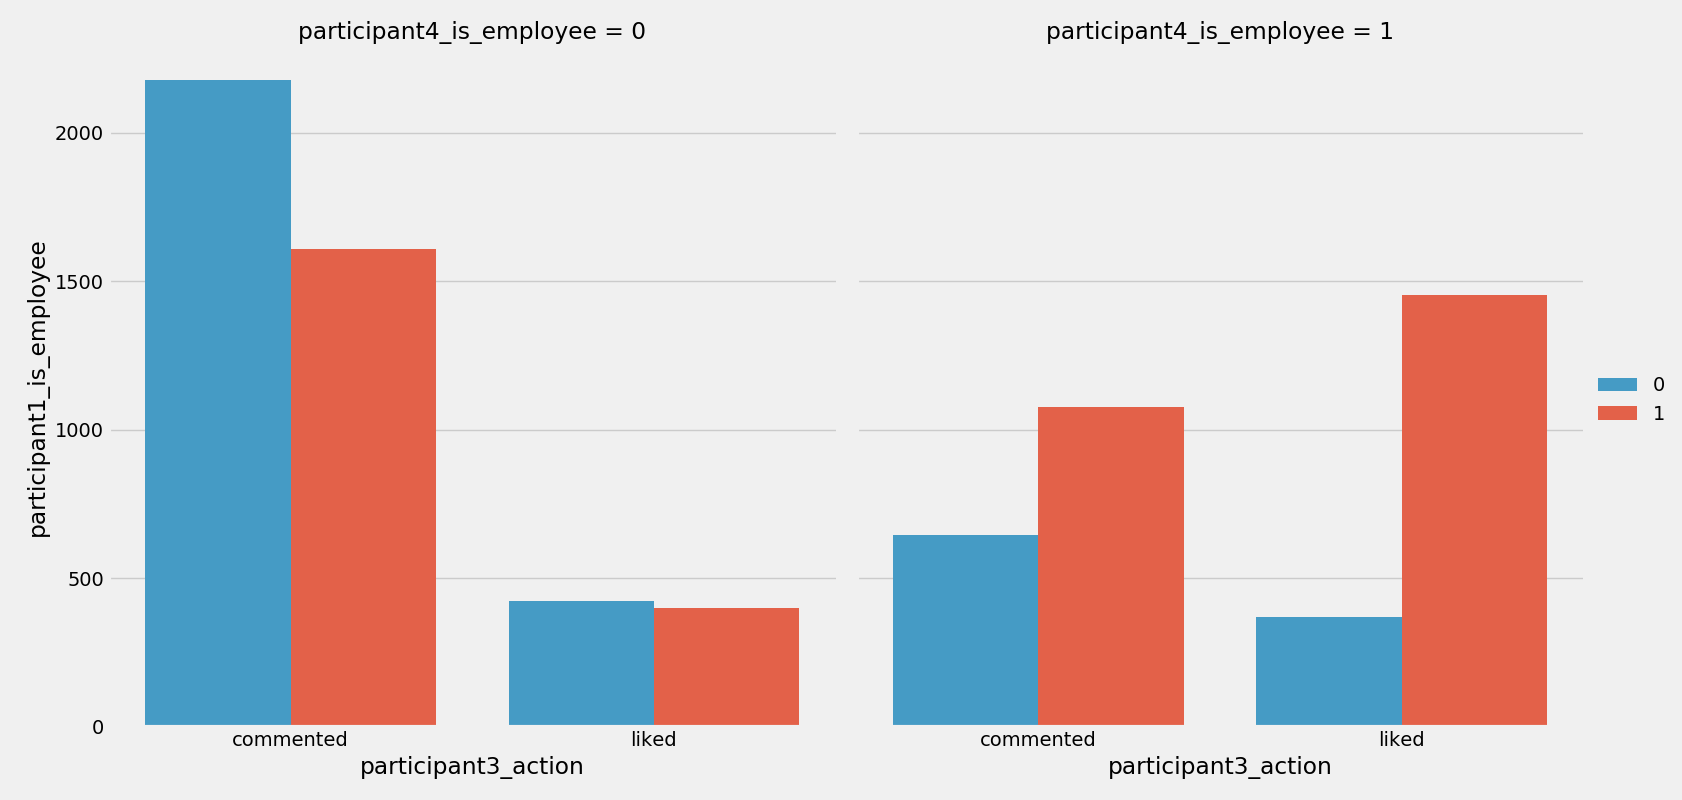 participant4_is_employee = 0
participant4_is_employee = 1
participant1_is_employee
2000
1500
1000
500
0
commented
liked
commented
liked
participant3_action
participant3_action
0
1